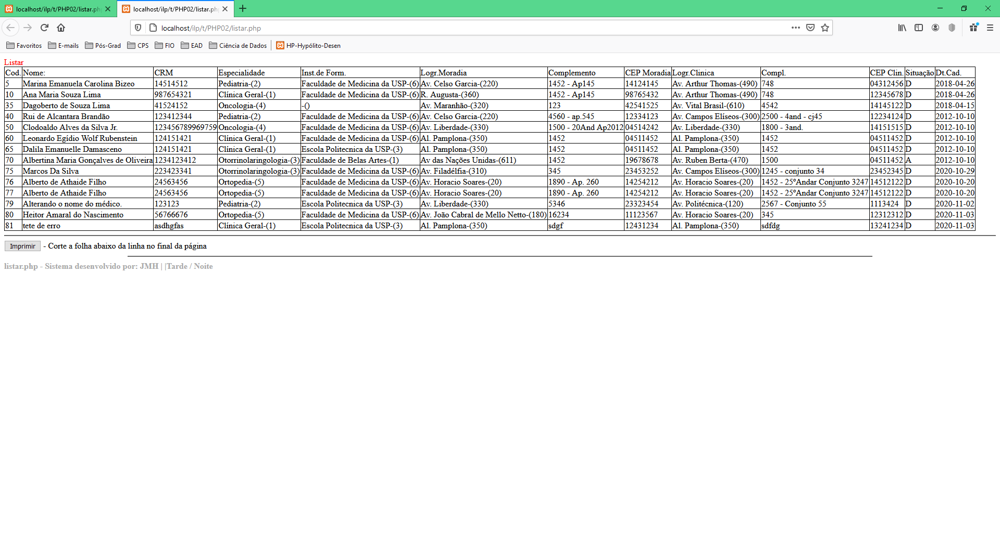 localhost/ilp/t/PHP02/listar.ph localhost/ilp/t/PHP02/listar.ph
localhost/ilp/t/PHP02/listar.php
Favoritos E-mails Pós-Grad CPS FIO EAD Ciência de Dados HP-Hypólito-Desen
Listar
Cod. Nome: CRM Especialidade Inst.de Form. Logr.Moradia Complemento CEP Moradia Logr.Clinica Compl. CEP Clin. Situação Dt.Cad.
5 Marina Emanuela Carolina Bizeo 14514512 Pediatria-(2) Faculdade de Medicina da USP-(6) Av. Celso Garcia-(220) 1452 - Ap145 14124145 Av. Arthur Thomas-(490) 748 04312456 D 2018-04-26
10 Ana Maria Souza Lima 987654321 Clínica Geral-(1) Faculdade de Medicina da USP-(6) R. Augusta-(360) 1452 - Ap145 98765432 Av. Arthur Thomas-(490) 748 12345678 D 2018-04-26
35 Dagoberto de Souza Lima 41524152 Oncologia-(4) -() Av. Maranhão-(320) 123 42541525 Av. Vital Brasil-(610) 4542 14145122 D 2018-04-15
40 Rui de Alcantara Brandão 123412344 Pediatria-(2) Faculdade de Medicina da USP-(6) Av. Celso Garcia-(220) 4560 - ap.545 12334123 Av. Campos Elíseos-(300) 2500 - 4and - cj45 12234124 D 2012-10-10
50 Clodoaldo Alves da Silva Jr. 123456789969759 Oncologia-(4) Faculdade de Medicina da USP-(6) Av. Liberdade-(330) 1500 - 20And Ap2012 04514242 Av. Liberdade-(330) 1800 - 3and. 14151515 D 2012-10-10
60 Leonardo Egídio Wolf Rubenstein 124151421 Clínica Geral-(1) Faculdade de Medicina da USP-(6) Al. Pamplona-(350) 1452 04511452 Al. Pamplona-(350) 1452 04511452 D 2012-10-10
65 Dalila Emanuelle Damasceno 124151421 Clínica Geral-(1) Escola Politecnica da USP-(3) Al. Pamplona-(350) 1452 04511452 Al. Pamplona-(350) 1452 04511452 D 2012-10-10
70 Albertina Maria Gonçalves de Oliveira 1234123412 Otorrinolaringologia-(3) Faculdade de Belas Artes-(1) Av das Nações Unidas-(611) 1452 19678678 Av. Ruben Berta-(470) 1500 04511452 A 2012-10-10
75 Marcos Da Silva 223423341 Otorrinolaringologia-(3) Faculdade de Medicina da USP-(6) Av. Filadélfia-(310) 345 23453252 Av. Campos Elíseos-(300) 1245 - conjunto 34 23452345 D 2020-10-29
76 Alberto de Athaide Filho 24563456 Ortopedia-(5) Faculdade de Medicina da USP-(6) Av. Horacio Soares-(20) 1890 - Ap. 260 14254212 Av. Horacio Soares-(20) 1452 - 25ºAndar Conjunto 3247 14512122 D 2020-10-20
77 Alberto de Athaide Filho 24563456 Ortopedia-(5) Faculdade de Medicina da USP-(6) Av. Horacio Soares-(20) 1890 - Ap. 260 14254212 Av. Horacio Soares-(20) 1452 - 25ºAndar Conjunto 3247 14512122 D 2020-10-20
79 Alterando o nome do médico. 123123 Pediatria-(2) Escola Politecnica da USP-(3) Av. Liberdade-(330) 5346 23323454 Av. Politécnica-(120) 2567 - Conjunto 55 1113424 D 2020-11-02
80 Heitor Amaral do Nascimento 56766676 Ortopedia-(5) Faculdade de Medicina da USP-(6) Av. João Cabral de Mello Netto-(180) 16234 11123567 Av. Horacio Soares-(20) 345 12312312 D 2020-11-03
81 tete de erro asdhgfas Clínica Geral-(1) Escola Politecnica da USP-(3) Al. Pamplona-(350) sdgf 12431234 Al. Pamplona-(350) sdfdg 13241234 D 2020-11-03
Imprimir - Corte a folha abaixo da linha no final da página
listar.php - Sistema desenvolvido por: JMH | |Tarde / Noite